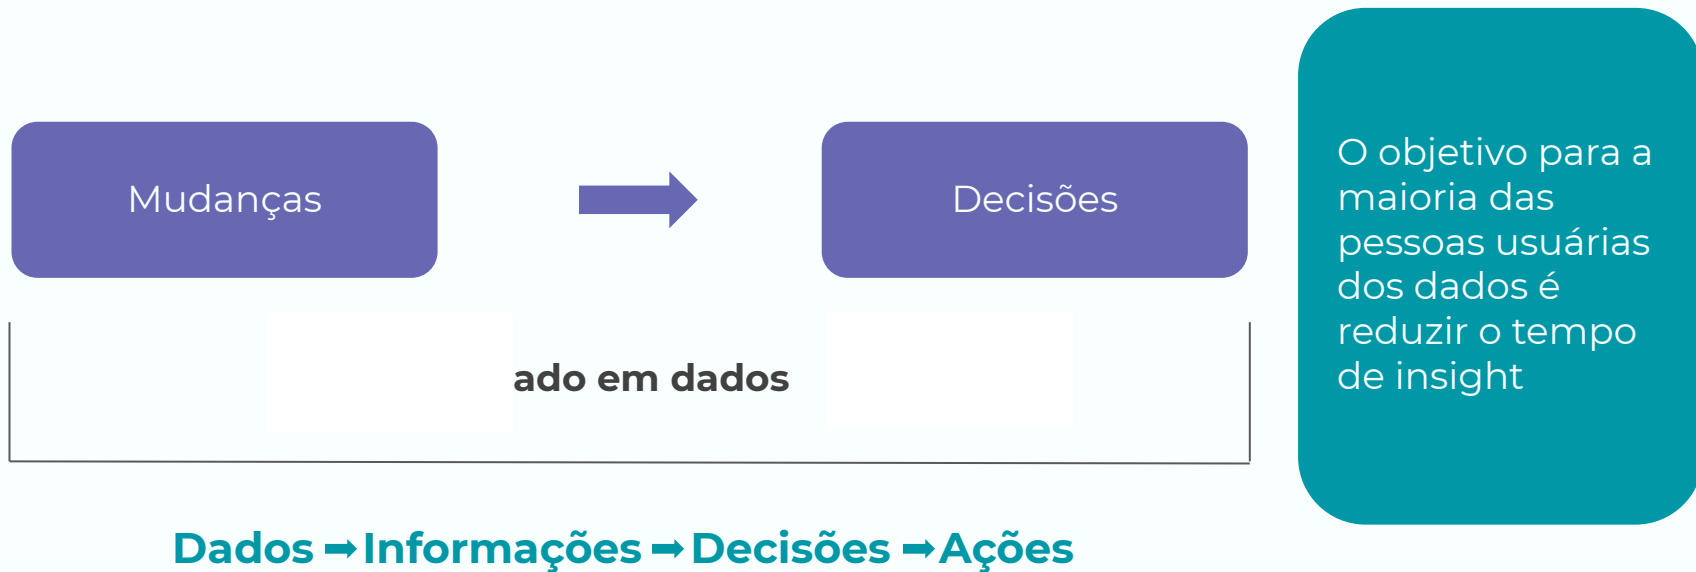 Mudanças
Decisões
ado em dados
Dados ➡ Informações ➡ Decisões ➡ Ações
O objetivo para a
maioria das
pessoas usuárias
dos dados é
reduzir o tempo
de insight